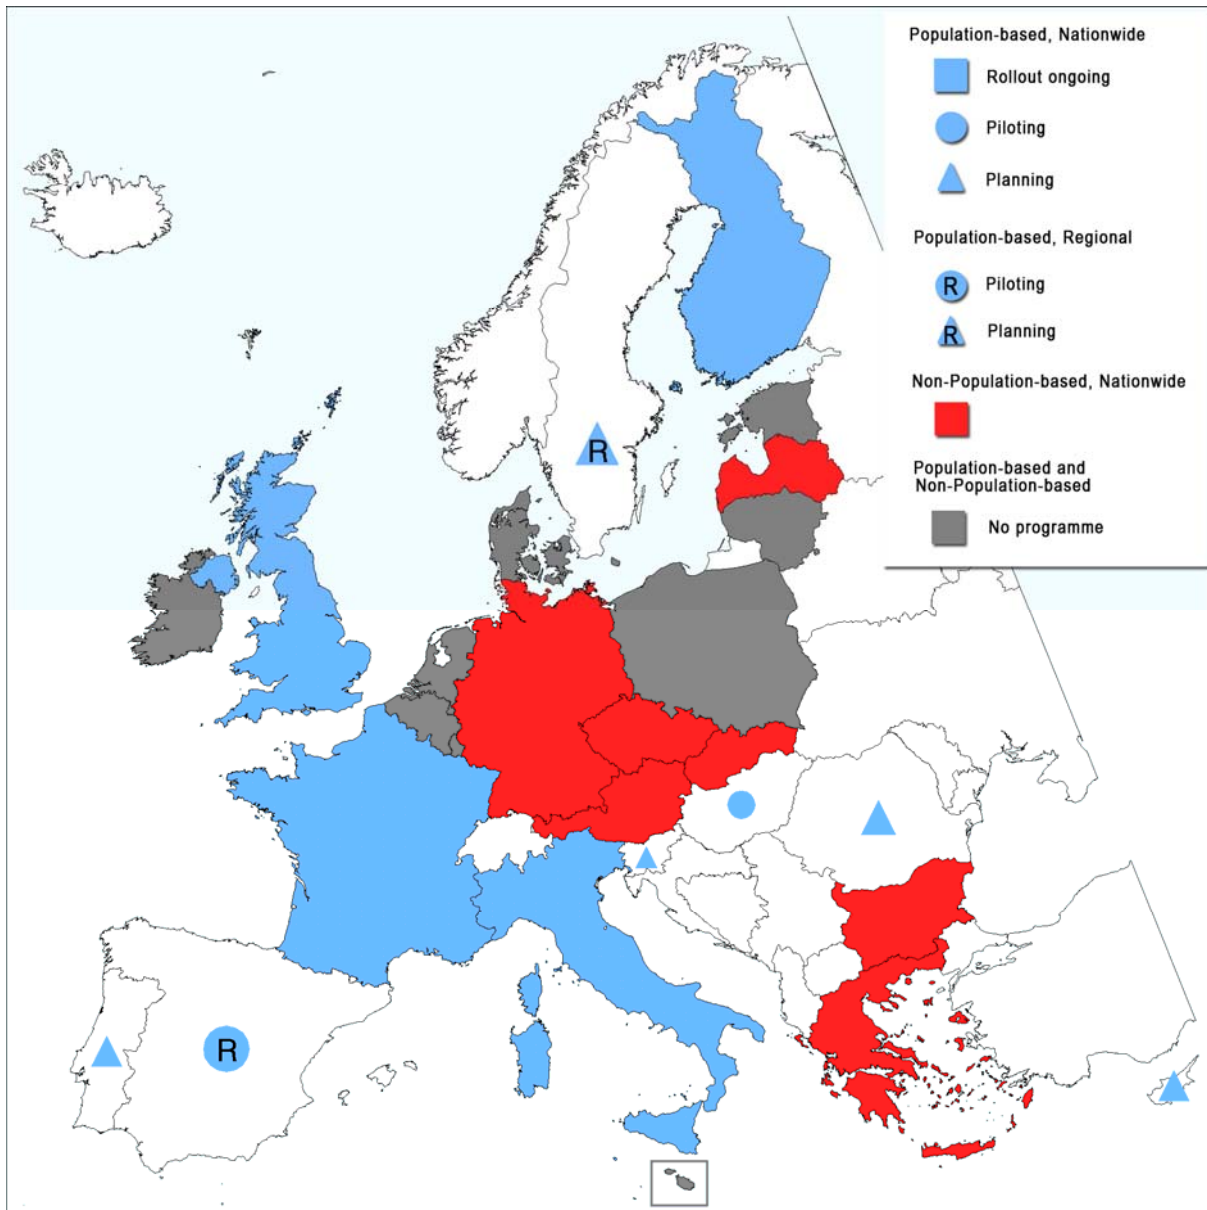 Population-based, Nationwide
Rollout ongoing
Piloting
Planning
Population-based, Regional
R Piloting
R Planning
Non-Population-based, Nationwide
Population-based and
Non-Population-based
No programme
R
R